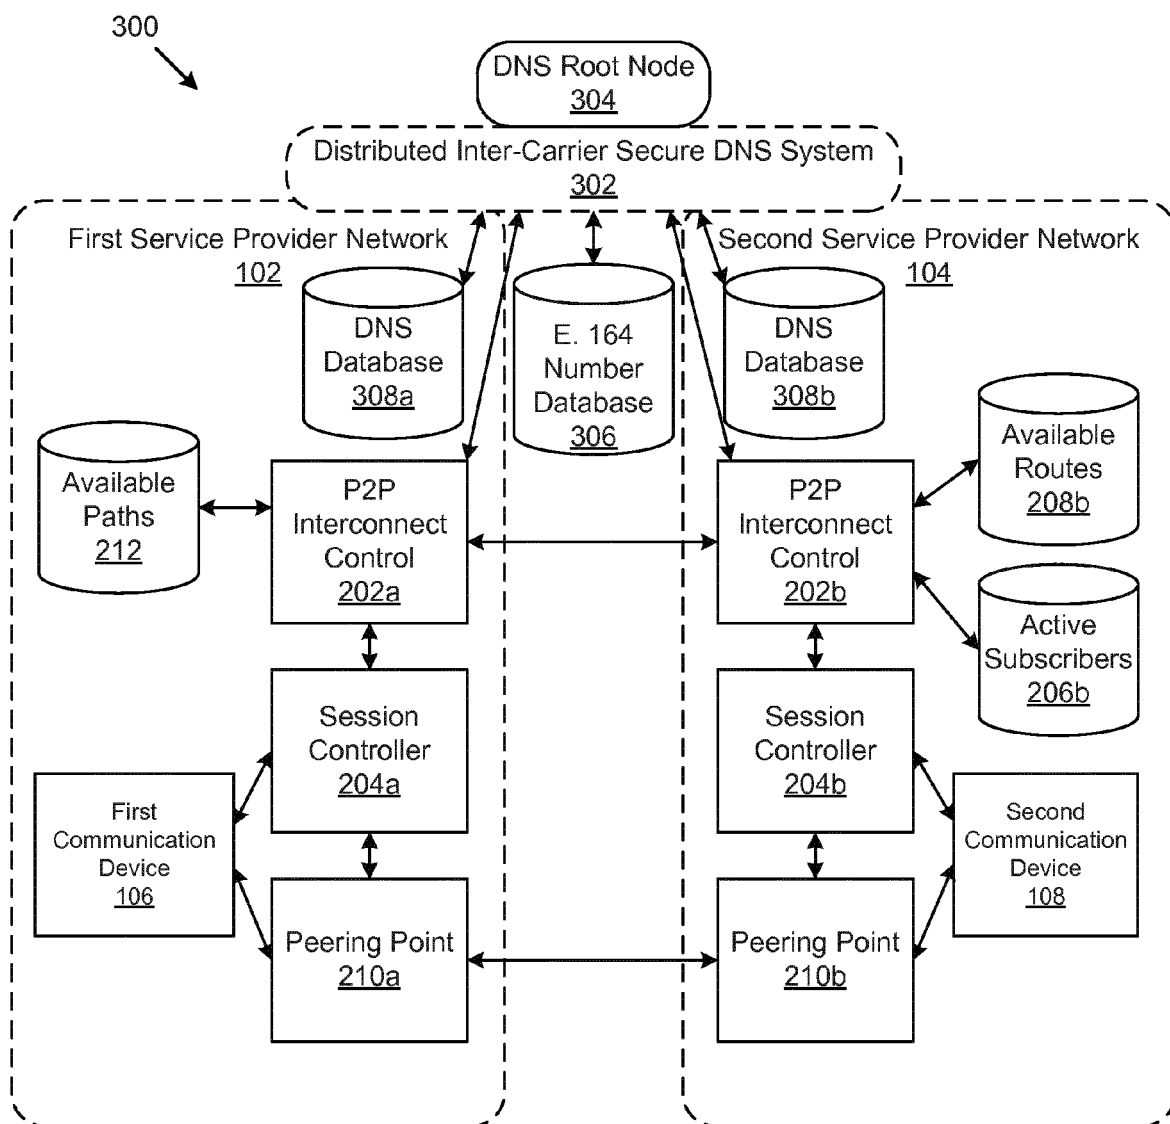 300
DNS Root Node
304
Distributed Inter-Carrier Secure DNS System
302
First Service Provider Network
102
Second Service Provider Network
104
DNS
Database
308a
E. 164
Number
Database
306
DNS
Database
308b
Available
Paths
212
P2P
Interconnect
Control
202a
P2P
Interconnect
Control
202b
Available
Routes
208b
Active
Subscribers
206b
Session
Controller
204a
Session
Controller
204b
First
Communication
Device
106
Second
Communication
Device
108
Peering Point
210a
Peering Point
210b